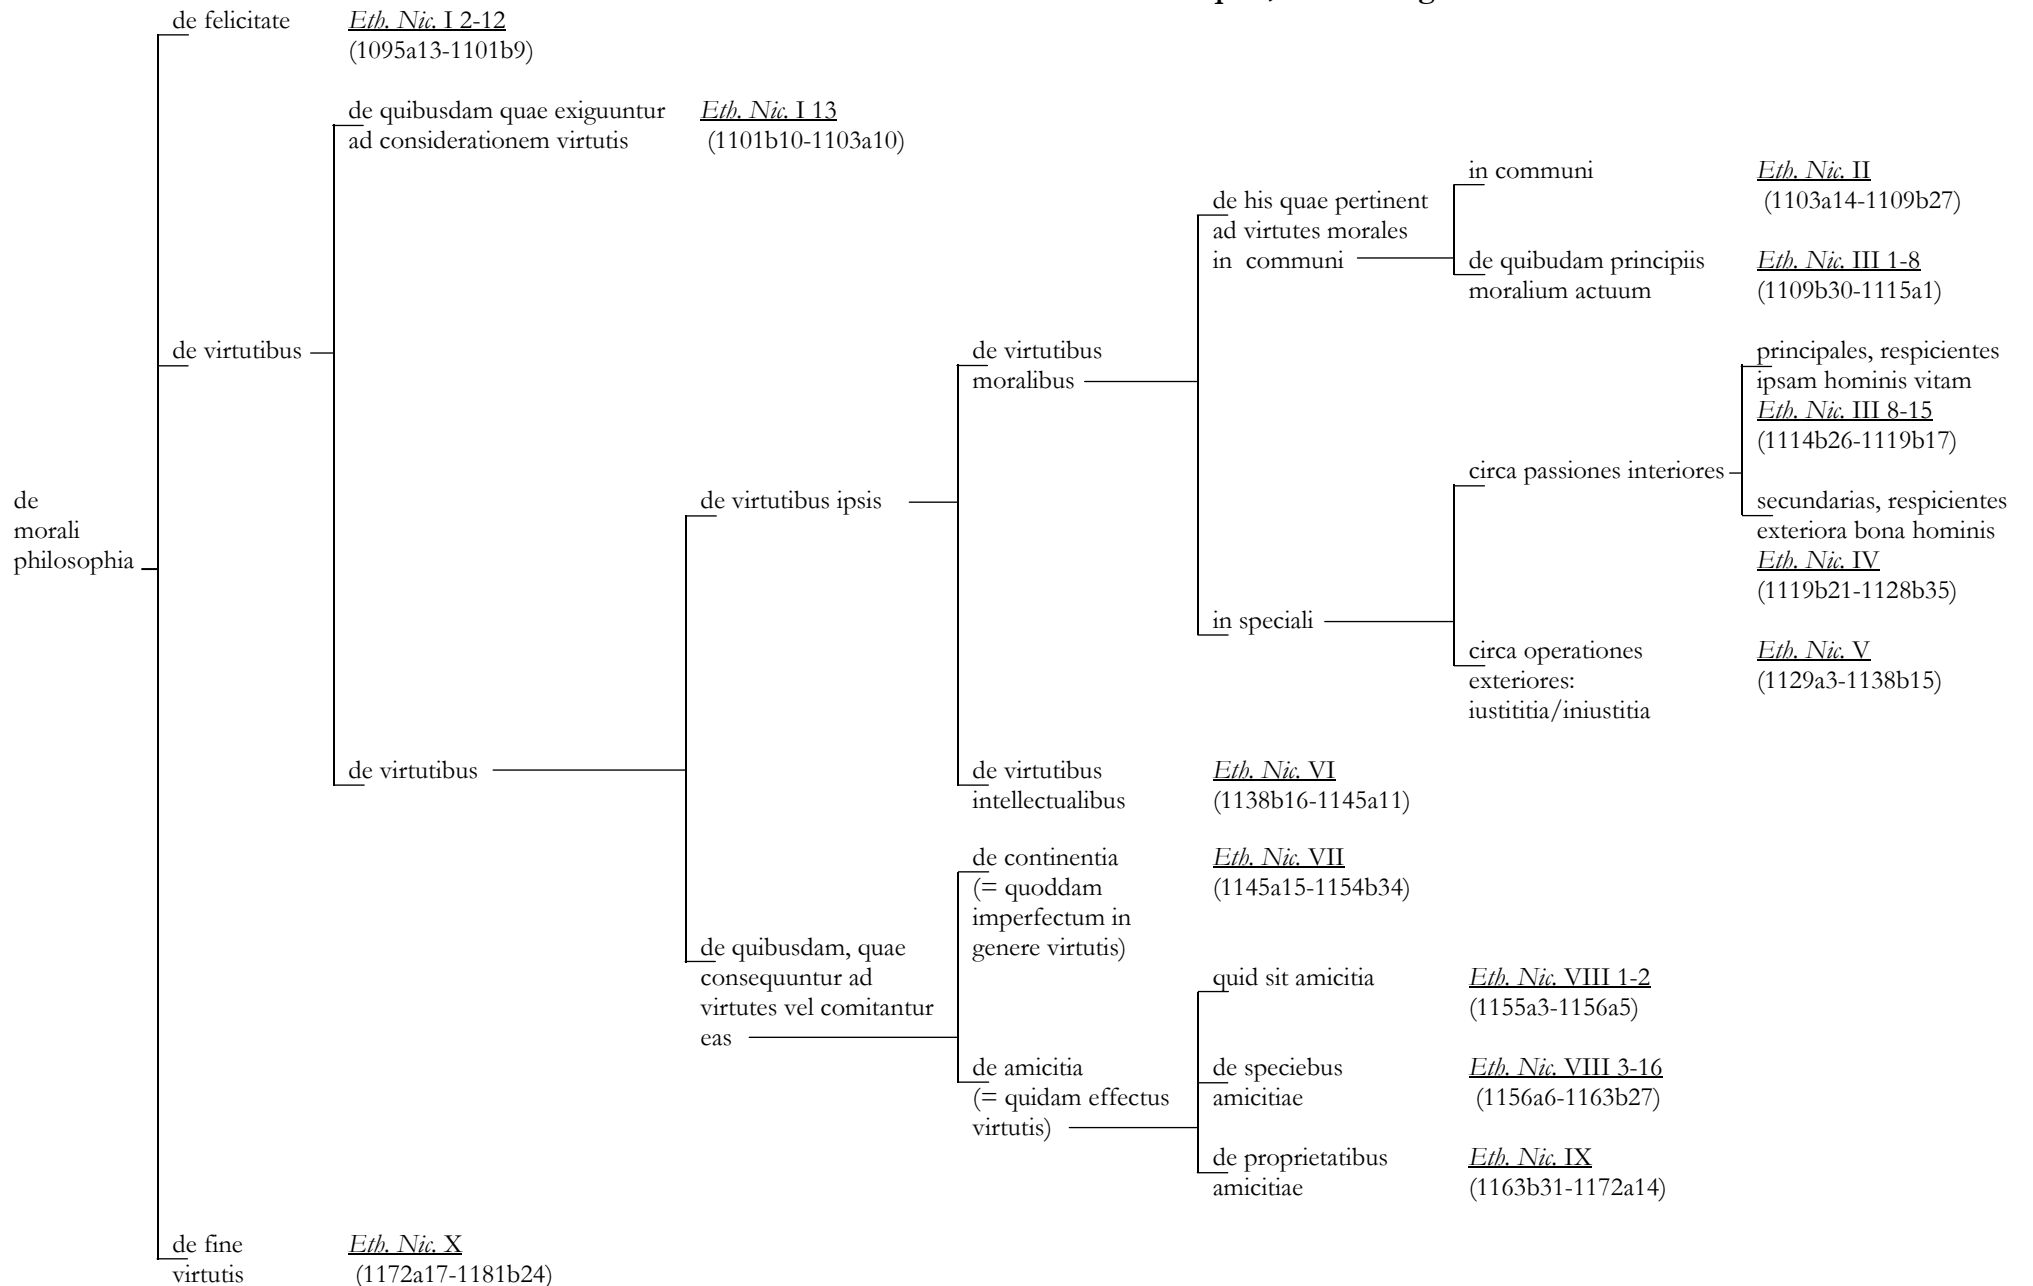 de felicitate
Eth. Nic. I 2-12
(1095a13-1101b9)
de quibusdam quae exiguuntur
ad considerationem virtutis
Eth. Nic. I 13
(1101b10-1103a10)
in communi
Eth. Nic. II
(1103a14-1109b27)
de his quae pertinent
ad virtutes morales
in communi
de quibudam principiis
moralium actuum
Eth. Nic. III 1-8
(1109b30-1115a1)
de virtutibus
de virtutibus
moralibus
principales, respicientes
ipsam hominis vitam
Eth. Nic. III 8-15
(1114b26-1119b17)
circa passiones interiores
de
morali
philosophia
de virtutibus ipsis
secundarias, respicientes
exteriora bona hominis
Eth. Nic. IV
(1119b21-1128b35)
in speciali
circa operationes
exteriores:
iustititia/iniustitia
Eth. Nic. V
(1129a3-1138b15)
de virtutibus
de virtutibus
intellectualibus
Eth. Nic. VI
(1138b16-1145a11)
de continentia
(= quoddam
imperfectum in
genere virtutis)
Eth. Nic. VII
(1145a15-1154b34)
de quibusdam, quae
consequuntur ad
virtutes vel comitantur
eas
quid sit amicitia
Eth. Nic. VIII 1-2
(1155a3-1156a5)
de amicitia
(= quidam effectus
virtutis)
de speciebus
amicitiae
Eth. Nic. VIII 3-16
(1156a6-1163b27)
de proprietatibus
amicitiae
Eth. Nic. IX
(1163b31-1172a14)
de fine
virtutis
Eth. Nic. X
(1172a17-1181b24)